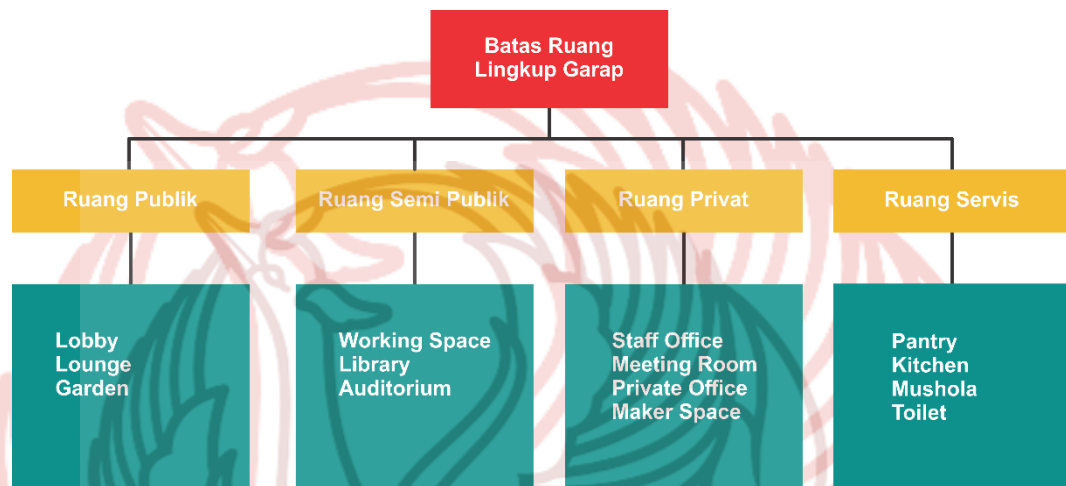 Batas Ruang
Lingkup Garap
Ruang Publik
Ruang Semi Publik
Ruang Privat
Ruang Servis
Lobby
Lounge
Garden
Working Space
Library
Auditorium
Staff Office
Meeting Room
Private Office
Maker Space
Pantry
Kitchen
Mushola
Toilet